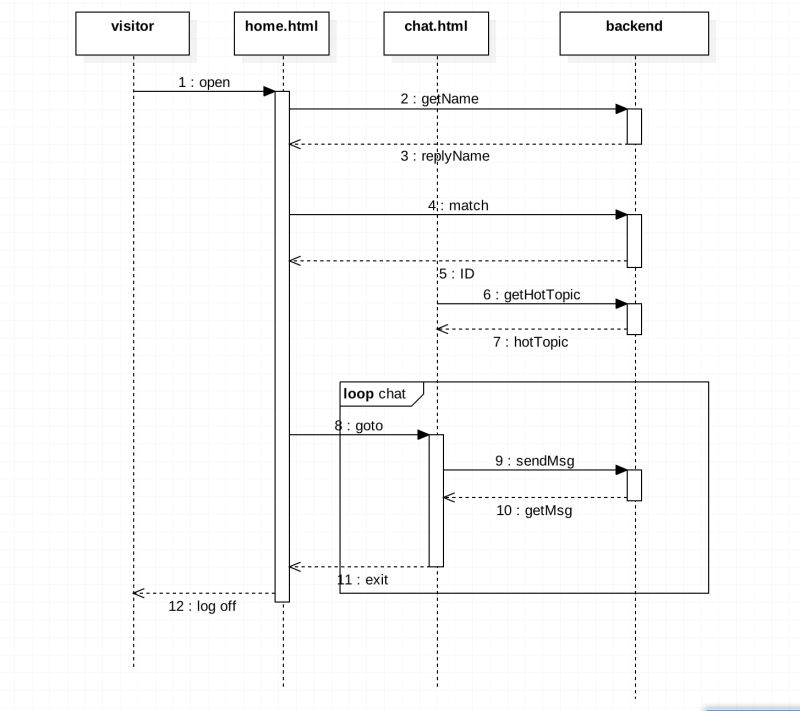 visitor
home.html
chat.html
backend
1 : open
2 : getName
3 : replyName
4 : match
5 : ID
6 : getHotTopic
7 : hotTopic
loop chat
8 : goto
9 : sendMsg
10 : getMsg
11 : exit
12 : log off